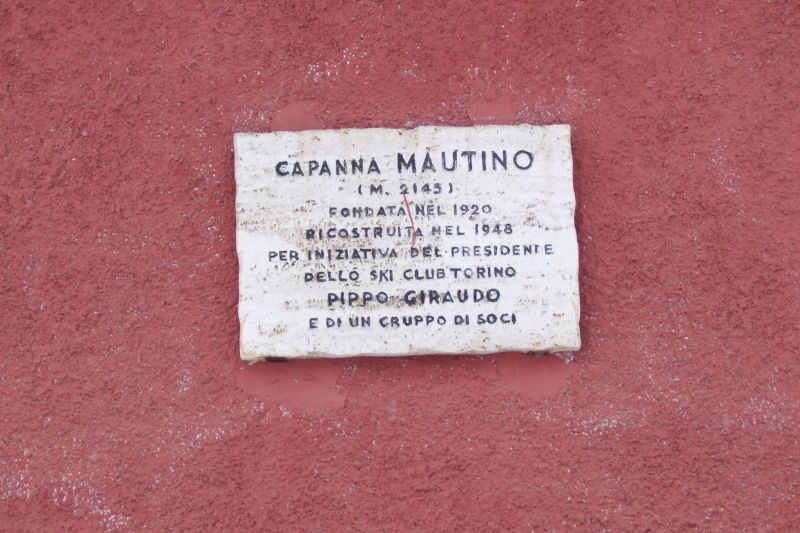 CAPANNA MAUTINO
(M. 2145)
FONDATA NEL 1920
RICOSTRUITA NEL 1948
PER INIZIATIVA DEL PRESIDENTE
DELLO SKI CLUB TORINO
PIPPO GIRAUDO
E DI UN GRUPPO DI SOCI